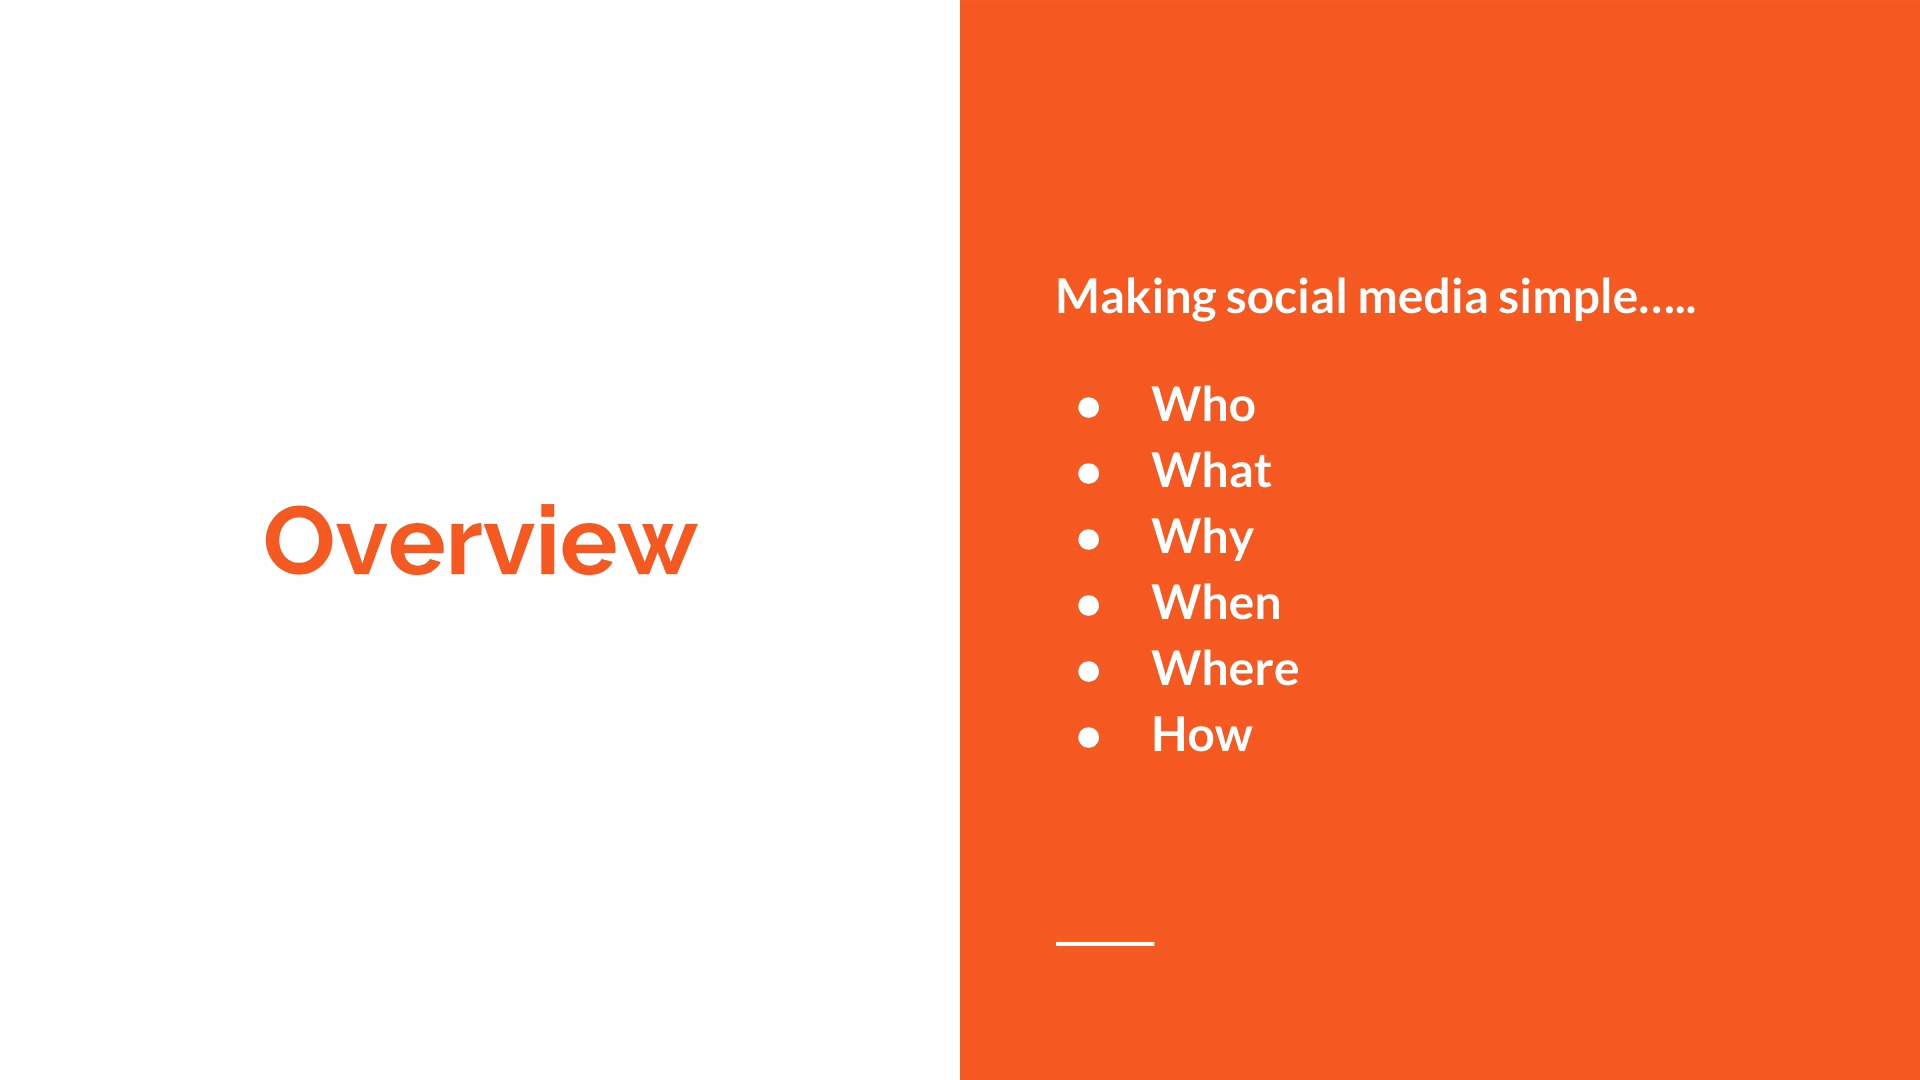 Overview
Making social media simple.....
● Who
● What
● Why
● When
● Where
● How